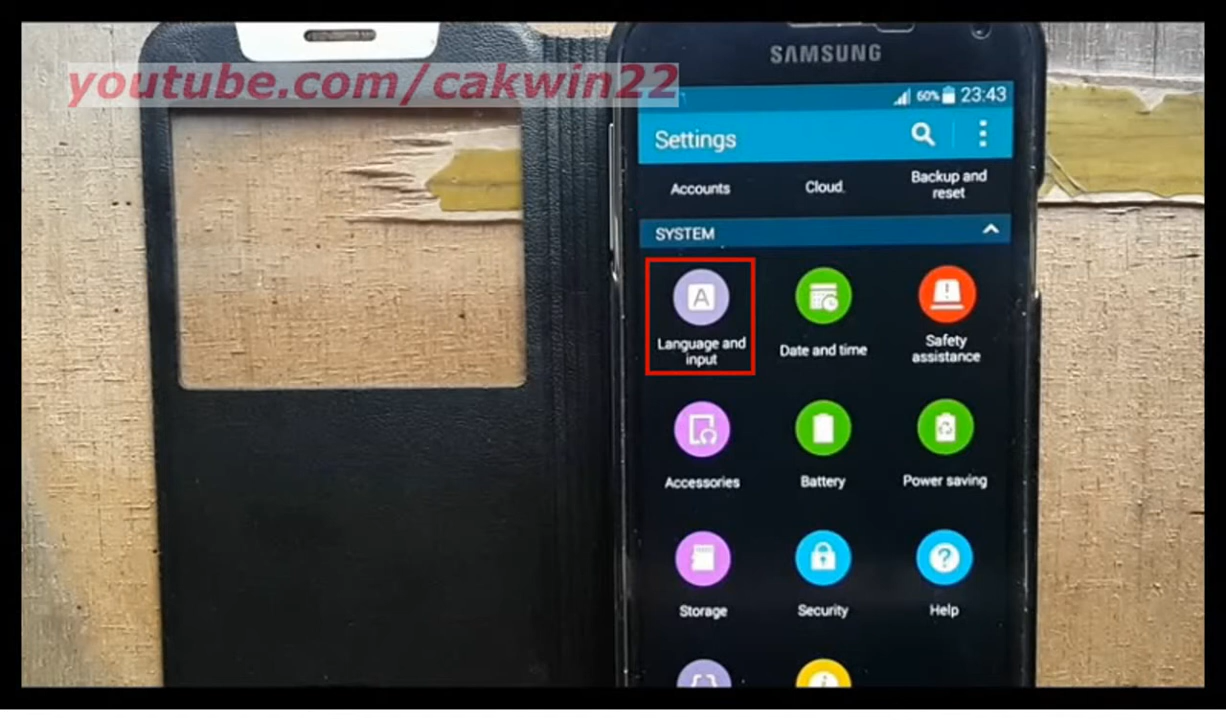 SAMSUNG
youtube.com/cakwin22
60% 23:43
Settings
Accounts
Cloud
Backup and
reset
SYSTEM
A
Language and
input
Date and time
Safety
assistance
Accessories
Battery
Power saving
Storage
Security
?
Help